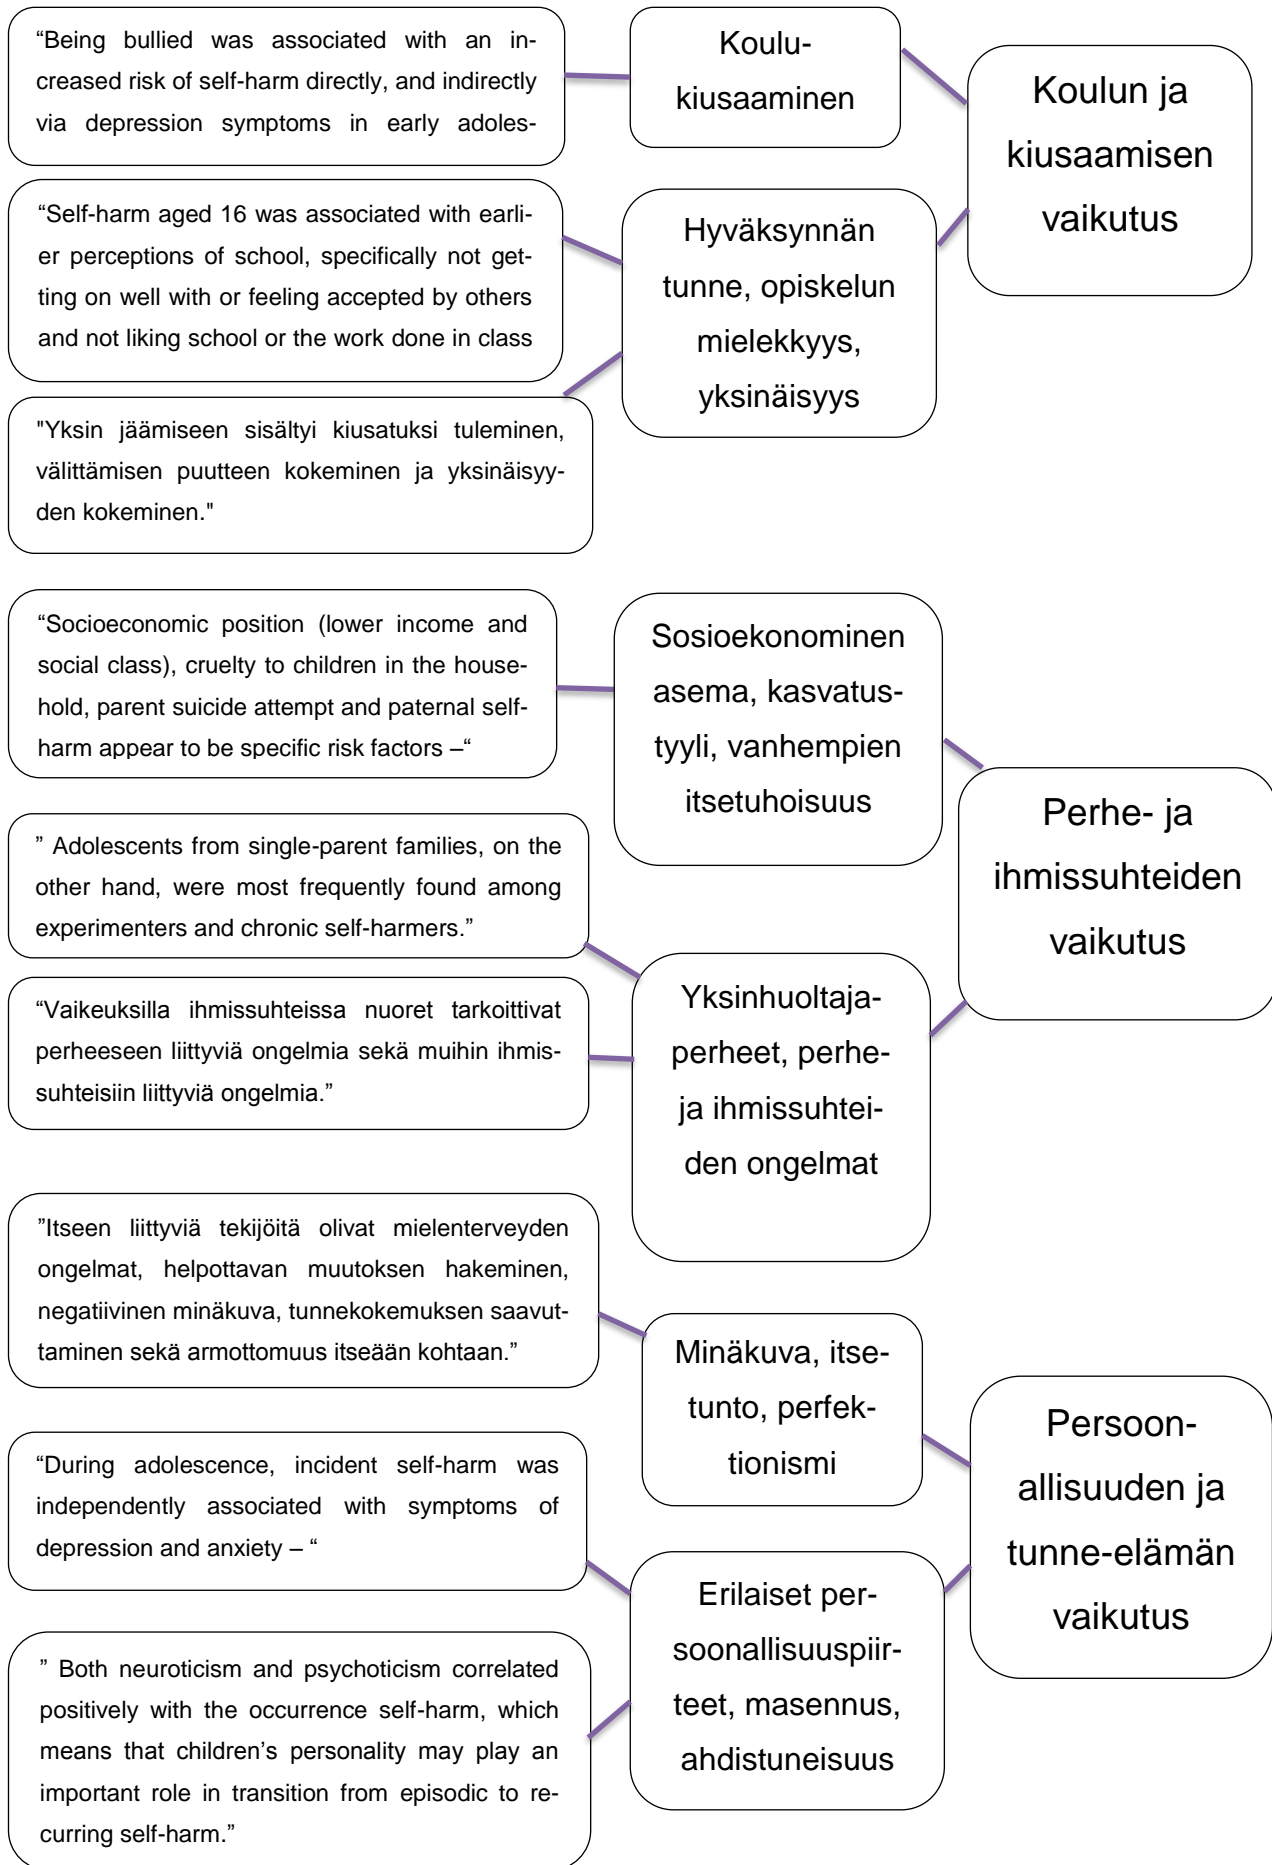 “Being bullied was associated with an in-
creased risk of self-harm directly, and indirectly
via depression symptoms in early adoles-
Koulu-
kiusaaminen
Koulun ja
kiusaamisen
vaikutus
“Self-harm aged 16 was associated with earli-
er perceptions of school, specifically not get-
ting on well with or feeling accepted by others
and not liking school or the work done in class
Hyväksynnän
tunne, opiskelun
mielekkyys,
yksinäisyys
"Yksin jäämiseen sisältyi kiusatuksi tuleminen,
välittämisen puutteen kokeminen ja yksinäisyy-
den kokeminen."
“Socioeconomic position (lower income and
social class), cruelty to children in the house-
hold, parent suicide attempt and paternal self-
harm appear to be specific risk factors –“
Sosioekonominen
asema, kasvatus-
tyyli, vanhempien
itsetuhoisuus
Perhe- ja
ihmissuhteiden
vaikutus
” Adolescents from single-parent families, on the
other hand, were most frequently found among
experimenters and chronic self-harmers.”
“Vaikeuksilla ihmissuhteissa nuoret tarkoittivat
perheeseen liittyviä ongelmia sekä muihin ihmis-
suhteisiin liittyviä ongelmia.”
Yksinhuoltaja-
perheet, perhe-
ja ihmissuhtei-
den ongelmat
”Itseen liittyviä tekijöitä olivat mielenterveyden
ongelmat, helpottavan muutoksen hakeminen,
negatiivinen minäkuva, tunnekokemuksen saavut-
taminen sekä armottomuus itseään kohtaan.”
Minäkuva, itse-
tunto, perfek-
tionismi
Persoon-
allisuuden ja
tunne-elämän
vaikutus
“During adolescence, incident self-harm was
independently associated with symptoms of
depression and anxiety – “
Erilaiset per-
soonallisuuspiir-
teet, masennus,
ahdistuneisuus
” Both neuroticism and psychoticism correlated
positively with the occurrence self-harm, which
means that children’s personality may play an
important role in transition from episodic to re-
curring self-harm.”